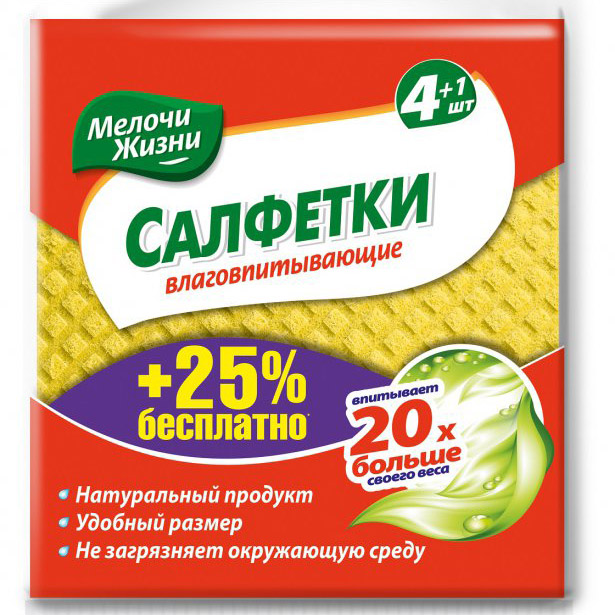 Мелочи
Жизни
4+1
шт
САЛФЕТКИ
влаговпитывающие
+25%
бесплатно*
впитывает
20х
больше
своего веса
Натуральный продукт
Удобный размер
Не загрязняет окружающую среду